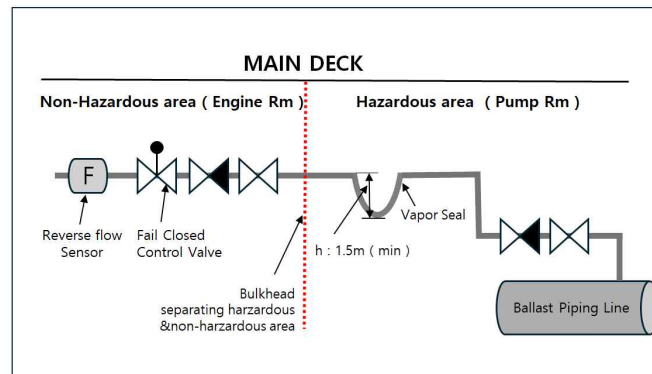 MAIN DECK
Non-Hazardous area ( Engine Rm )
Hazardous area ( Pump Rm )
F
Reverse flow
Sensor
Fail Closed
Control Valve
Vapor Seal
h : 1.5m ( min )
Bulkhead
separating harzardous
&non-harzardous area
Ballast Piping Line